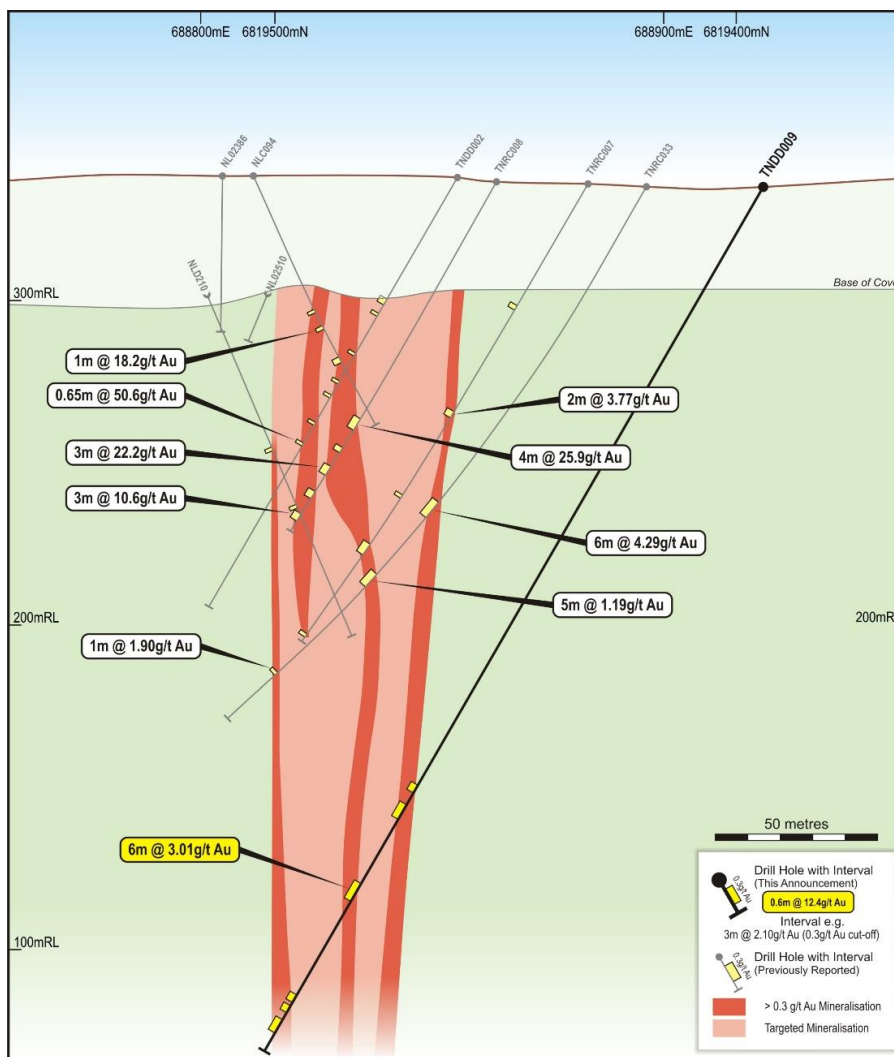 688800mE 6819500mN
688900mE 6819400mN
NL02386
NLC094
TNDD002
TNRC008
TNRC007
TNRC033
TNDD009
NLD210
NL02510
300mRL
Base of Cove
1m @ 18.2g/t Au
0.65m @ 50.6g/t Au
2m @ 3.77g/t Au
3m @ 22.2g/t Au
4m @ 25.9g/t Au
3m @ 10.6g/t Au
6m @ 4.29g/t Au
5m @ 1.19g/t Au
200mRL
200mRL
1m @ 1.90g/t Au
50 metres
6m @ 3.01g/t Au
100mRL
0.3g/t Au
Drill Hole with Interval
(This Announcement)
0.6m @ 12.4g/t Au
Interval e.g.
3m @ 2.10g/t Au (0.3g/t Au cut-off)
0.3g/t Au
Drill Hole with Interval
(Previously Reported)
> 0.3 g/t Au Mineralisation
Targeted Mineralisation